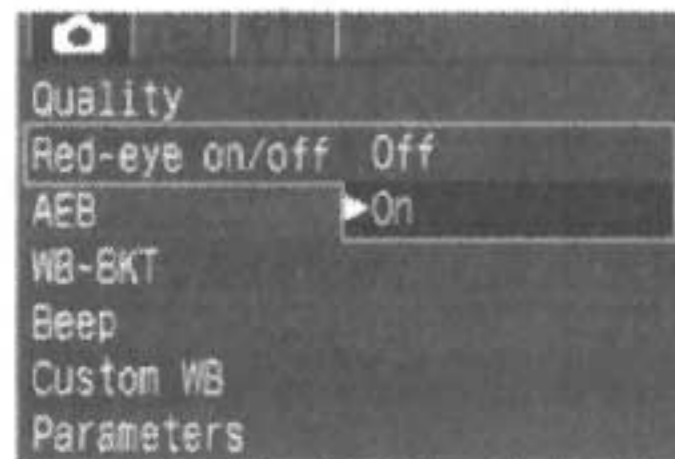 Quality
Red-eye on/off Off
AEB ▶On
WB-BKT
Beep
Custom WB
Parameters